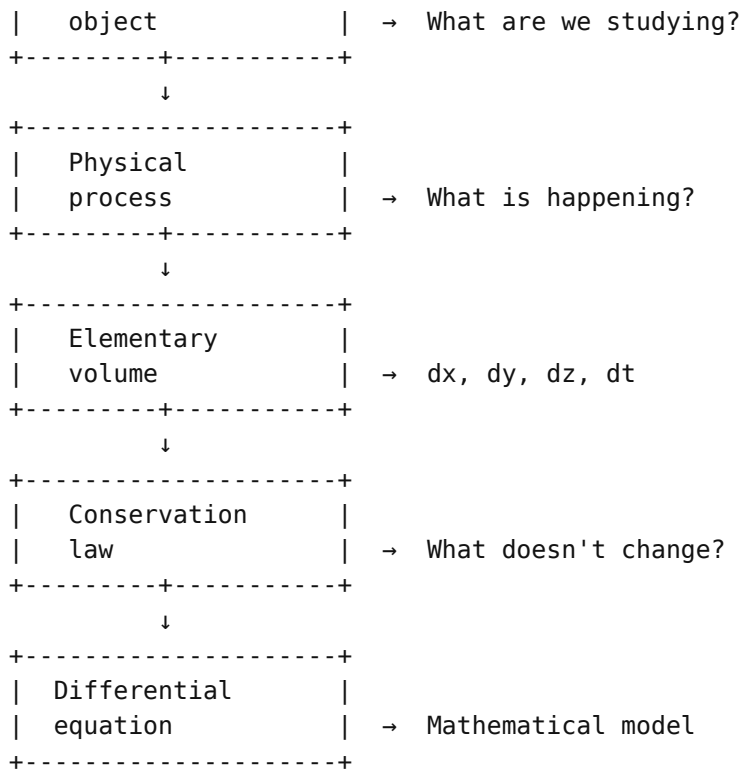 |   object            |  →  What are we studying?
+---------+-----------+
          ↓
+---------------------+
|   Physical          |
|   process           |  →  What is happening?
+---------+-----------+
          ↓
+---------------------+
|   Elementary        |
|   volume            |  →  dx, dy, dz, dt
+---------+-----------+
          ↓
+---------------------+
|   Conservation      |
|   law               |  →  What doesn't change?
+---------+-----------+
          ↓
+---------------------+
|  Differential       |
|  equation           |  →  Mathematical model
+---------------------+